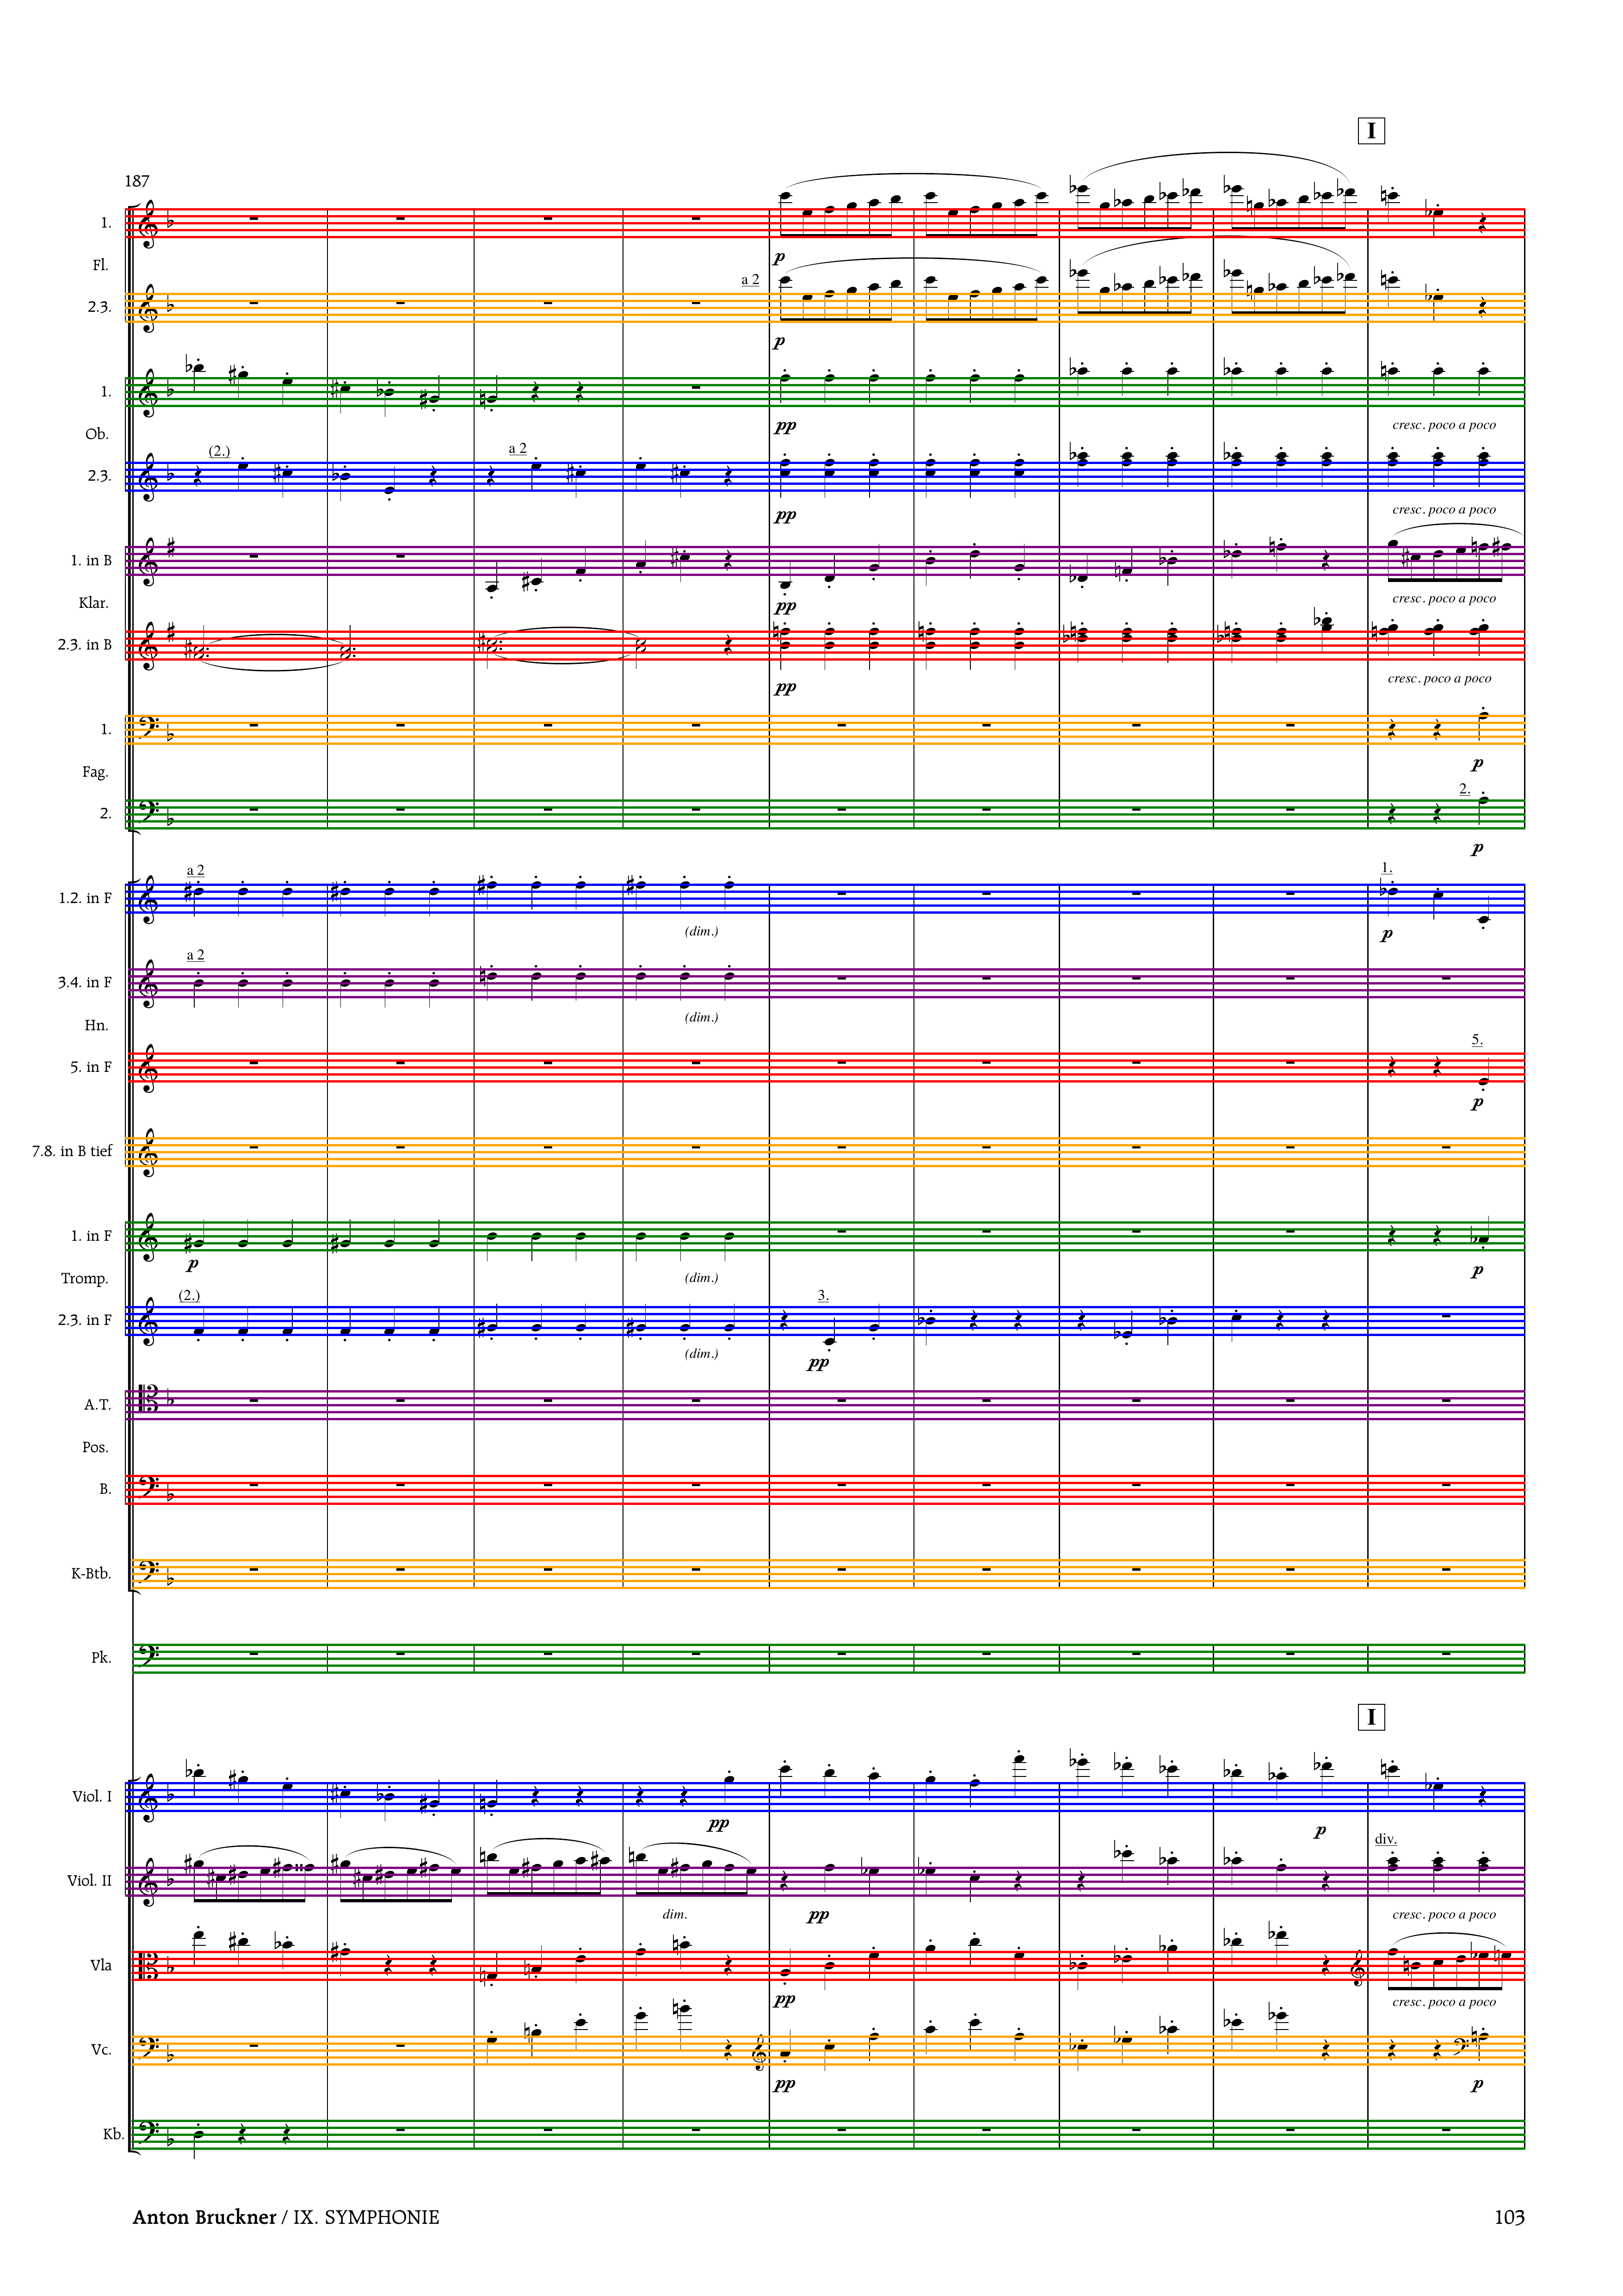 I
187
1.
p
Fl.
a 2
2.3.
p
1.
pp
cresc. poco a poco
Ob.
(2.)
a 2
2.3.
pp
cresc. poco a poco
1. in B
pp
cresc. poco a poco
Klar.
2.3. in B
pp
cresc. poco a poco
1.
p
Fag.
2.
2.
p
a 2
1.
1.2. in F
(dim.)
p
a 2
3.4. in F
(dim.)
Hn.
5.
5. in F
p
7.8. in B tief
1. in F
p
p
(dim.)
Tromp.
(2.)
3.
2.3. in F
(dim.)
pp
A.T.
Pos.
B.
K-Btb.
Pk.
I
Viol. I
pp
p
div.
Viol. II
dim.
pp
cresc. poco a poco
Vla
pp
cresc. poco a poco
Vc.
pp
p
Kb.
Anton Bruckner / IX. SYMPHONIE
103